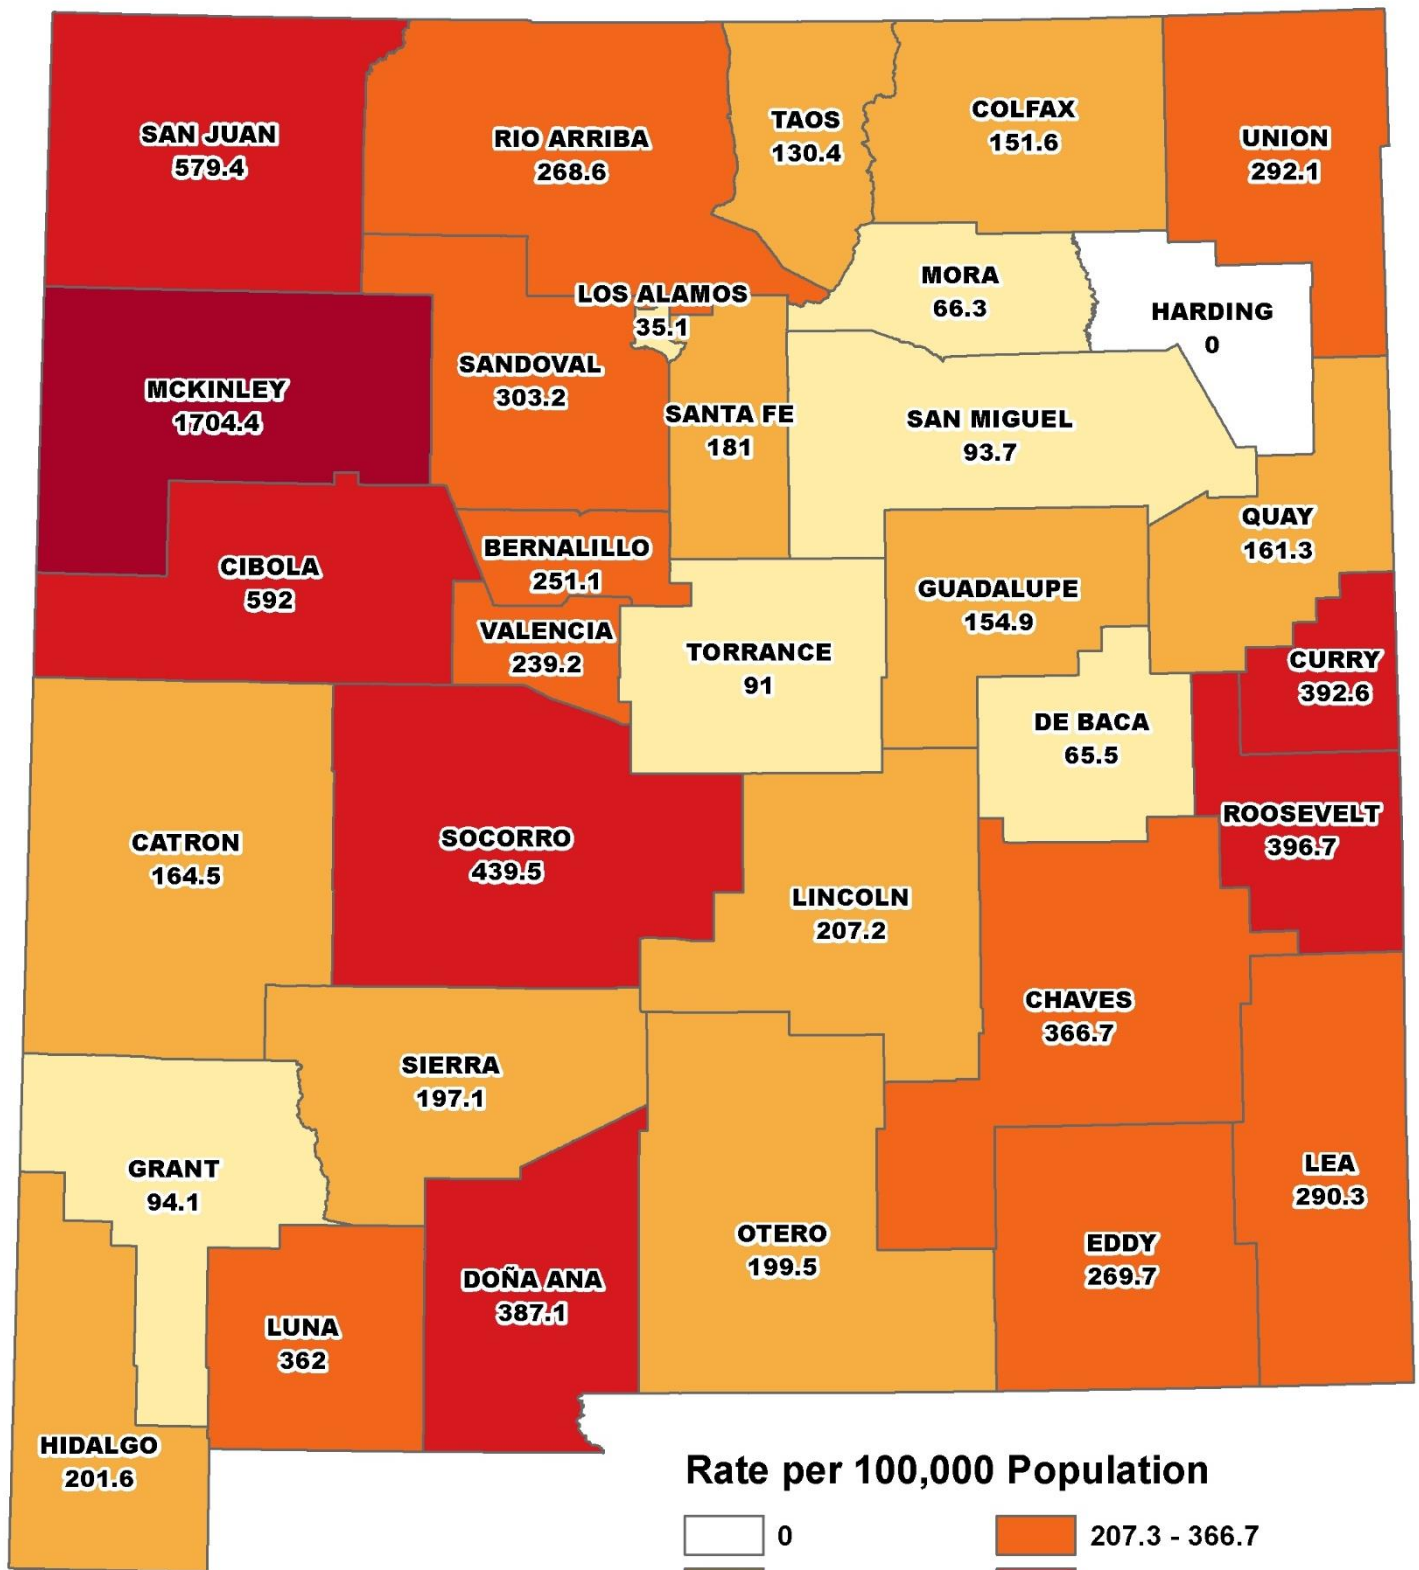 SAN JUAN
579.4
RIO ARRIBA
268.6
TAOS
130.4
COLFAX
151.6
UNION
292.1
LOS ALAMOS
35.1
MORA
66.3
HARDING
0
MCKINLEY
1704.4
SANDOVAL
303.2
SANTA FE
181
SAN MIGUEL
93.7
QUAY
161.3
CIBOLA
592
BERNALILLO
251.1
GUADALUPE
154.9
VALENCIA
239.2
TORRANCE
91
CURRY
392.6
DE BACA
65.5
ROOSEVELT
396.7
CATRON
164.5
SOCORRO
439.5
LINCOLN
207.2
CHAVES
366.7
SIERRA
197.1
GRANT
94.1
LEA
290.3
OTERO
199.5
EDDY
269.7
DOÑA ANA
387.1
LUNA
362
HIDALGO
201.6
Rate per 100,000 Population
0
207.3 - 366.7